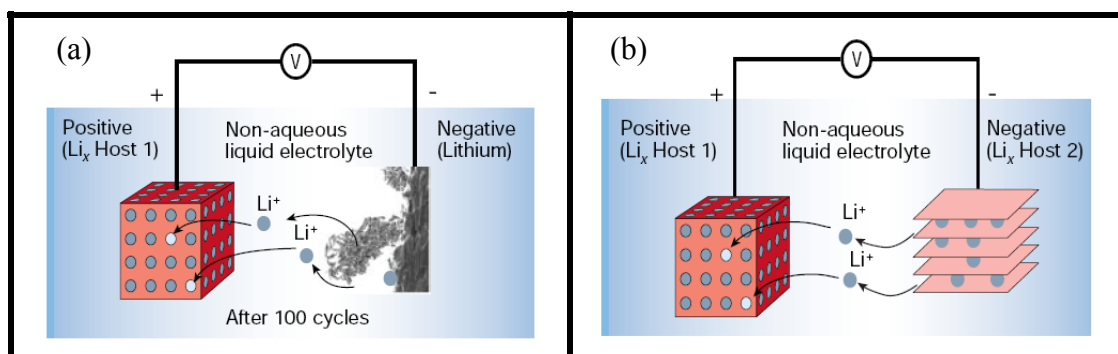 (a)
V
+
-
Positive
(Liₓ Host 1)
Non-aqueous
liquid electrolyte
Negative
(Lithium)
Li⁺
Li⁺
After 100 cycles
(b)
V
+
-
Positive
(Liₓ Host 1)
Non-aqueous
liquid electrolyte
Negative
(Liₓ Host 2)
Li⁺
Li⁺